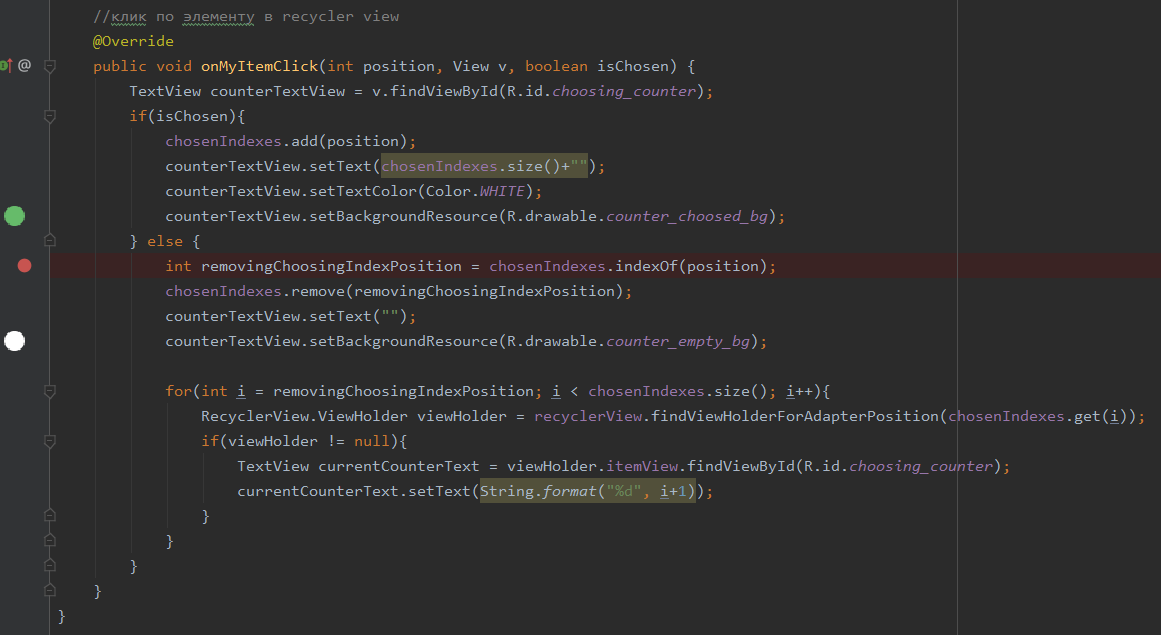 //клик по элементу в recycler view
@Override
public void onMyItemClick(int position, View v, boolean isChosen) {
TextView counterTextView = v.findViewById(R.id.choosing_counter);
if(isChosen){
chosenIndexes.add(position);
counterTextView.setText(chosenIndexes.size()+"");
counterTextView.setTextColor(Color.WHITE);
counterTextView.setBackgroundResource(R.drawable.counter_choosed_bg);
} else {
int removingChoosingIndexPosition = chosenIndexes.indexOf(position);
chosenIndexes.remove(removingChoosingIndexPosition);
counterTextView.setText("");
counterTextView.setBackgroundResource(R.drawable.counter_empty_bg);
for(int i = removingChoosingIndexPosition; i < chosenIndexes.size(); i++){
RecyclerView.ViewHolder viewHolder = recyclerView.findViewHolderForAdapterPosition(chosenIndexes.get(i));
if(viewHolder != null){
TextView currentCounterText = viewHolder.itemView.findViewById(R.id.choosing_counter);
currentCounterText.setText(String.format("%d", i+1));
}
}
}
}
}